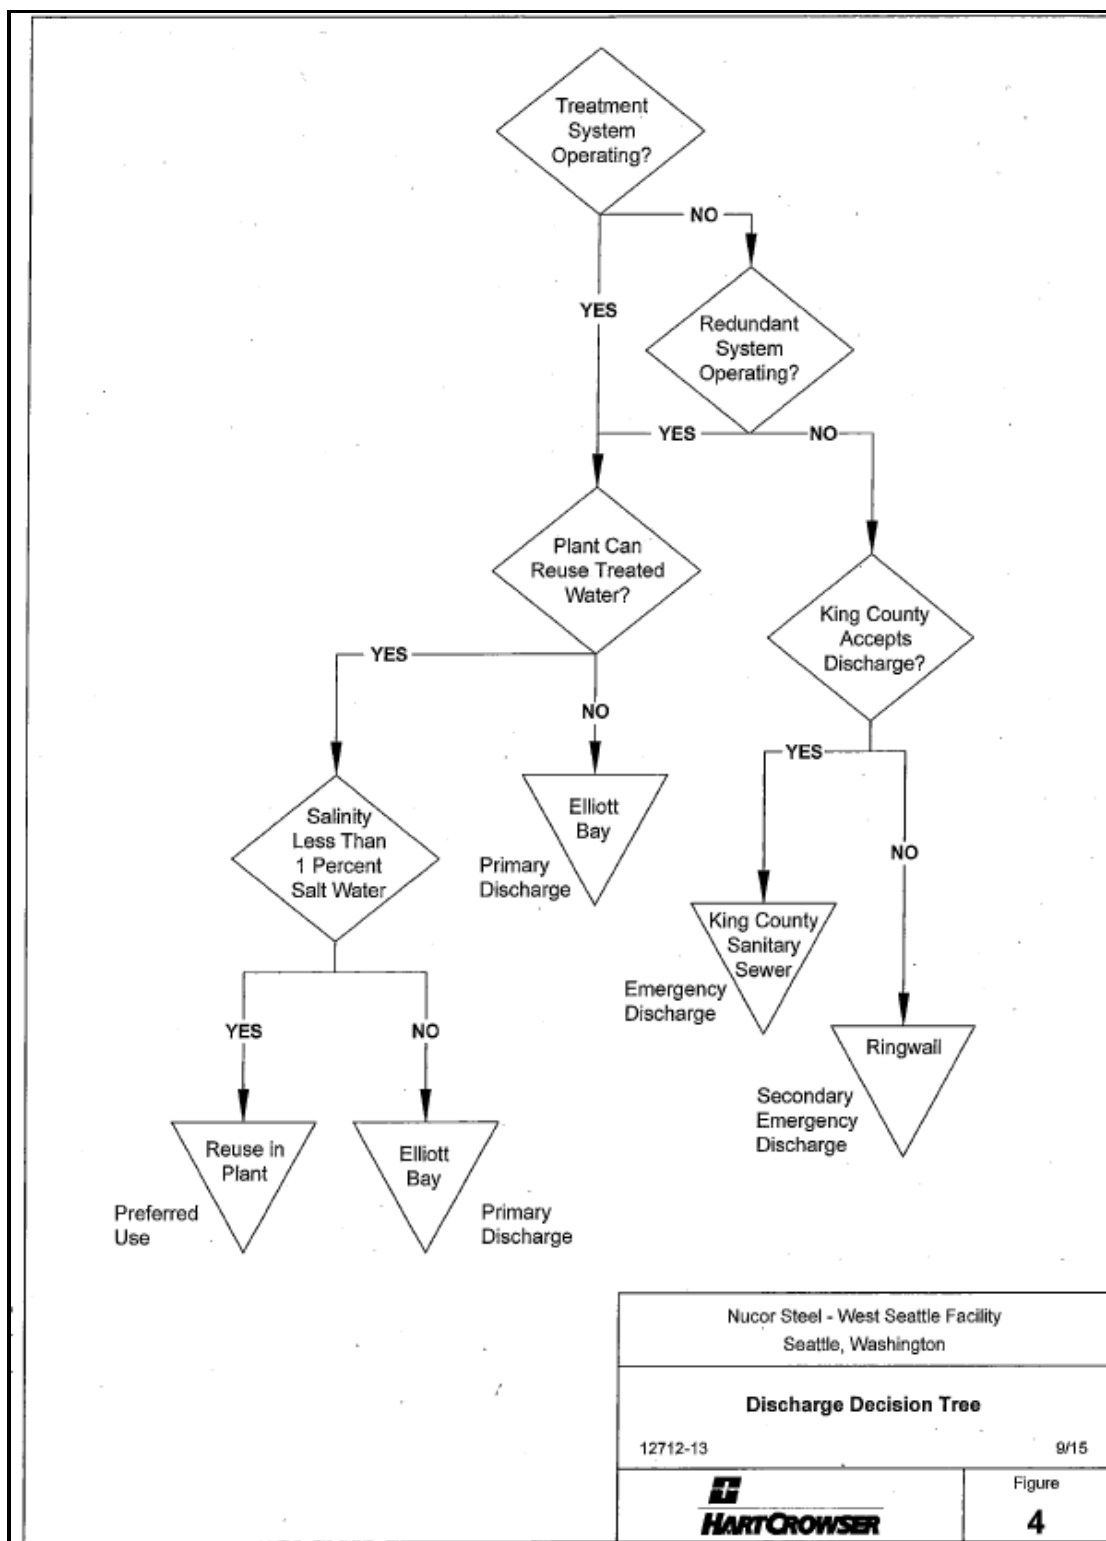 Treatment
System
Operating?
NO
YES
Redundant
System
Operating?
YES
NO
Plant Can
Reuse Treated
Water?
King County
Accepts
Discharge?
YES
NO
YES
NO
Salinity
Less Than
1 Percent
Salt Water
Elliott
Bay
Primary
Discharge
King County
Sanitary
Sewer
Emergency
Discharge
YES
NO
Ringwall
Secondary
Emergency
Discharge
Reuse in
Plant
Preferred
Use
Elliott
Bay
Primary
Discharge
Nucor Steel - West Seattle Facility
Seattle, Washington
Discharge Decision Tree
12712-13
9/15
HARTCROWSER
Figure
4